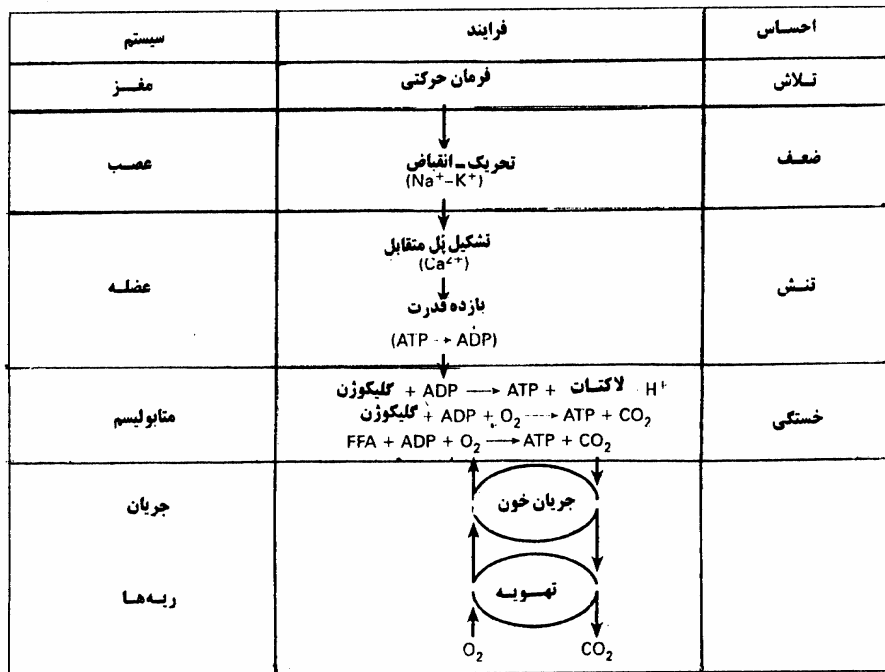 احساس فرایند سیستم
تلاش فرمان حرکتی مغز
ضعف تحریک - انقباض عصب
(Na⁺–K⁺)
تشکیل پُل متقابل
(Ca²⁺)
تنش عضله
بازده قدرت
(ATP → ADP)
گلیکوژن + ADP → ATP + لاکتات H⁺
خستگی گلیکوژن + ADP + O₂ → ATP + CO₂ متابولیسم
FFA + ADP + O₂ → ATP + CO₂
جریان خون جریان
تهویه ریه‌ها
O₂ CO₂